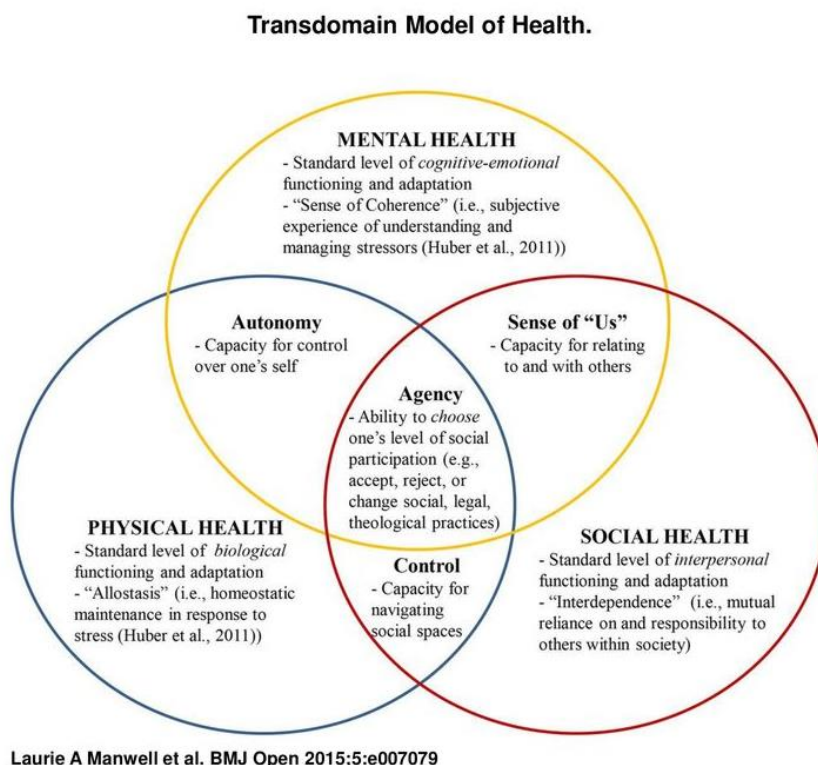 Transdomain Model of Health.
MENTAL HEALTH
- Standard level of cognitive-emotional
functioning and adaptation
- “Sense of Coherence” (i.e., subjective
experience of understanding and
managing stressors (Huber et al., 2011))
Autonomy
- Capacity for control
over one’s self
Sense of “Us”
- Capacity for relating
to and with others
Agency
- Ability to choose
one’s level of social
participation (e.g.,
accept, reject, or
change social, legal,
theological practices)
PHYSICAL HEALTH
- Standard level of biological
functioning and adaptation
- “Allostasis” (i.e., homeostatic
maintenance in response to
stress (Huber et al., 2011))
Control
- Capacity for
navigating
social spaces
SOCIAL HEALTH
- Standard level of interpersonal
functioning and adaptation
- “Interdependence” (i.e., mutual
reliance on and responsibility to
others within society)
Laurie A Manwell et al. BMJ Open 2015;5:e007079